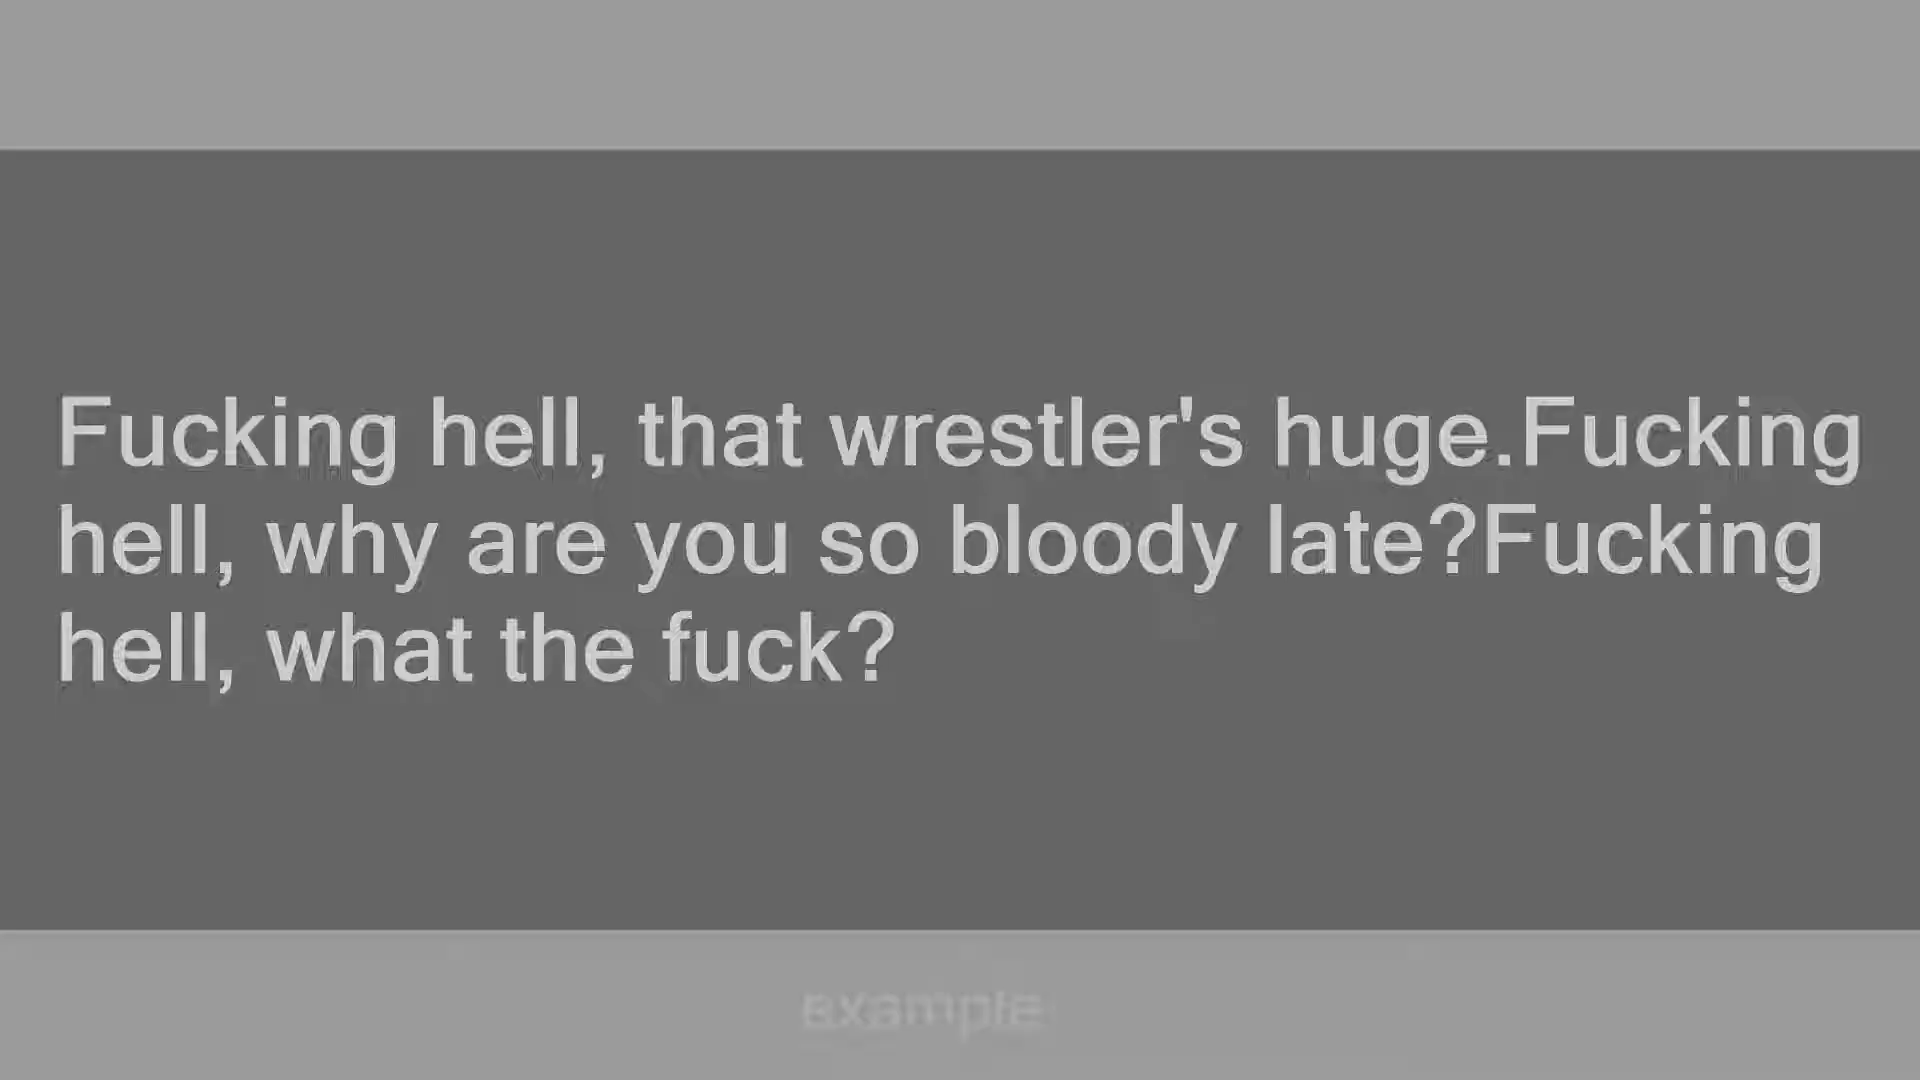 Fucking hell, that wrestler's huge.Fucking
hell, why are you so bloody late?Fucking
hell, what the fuck?
example